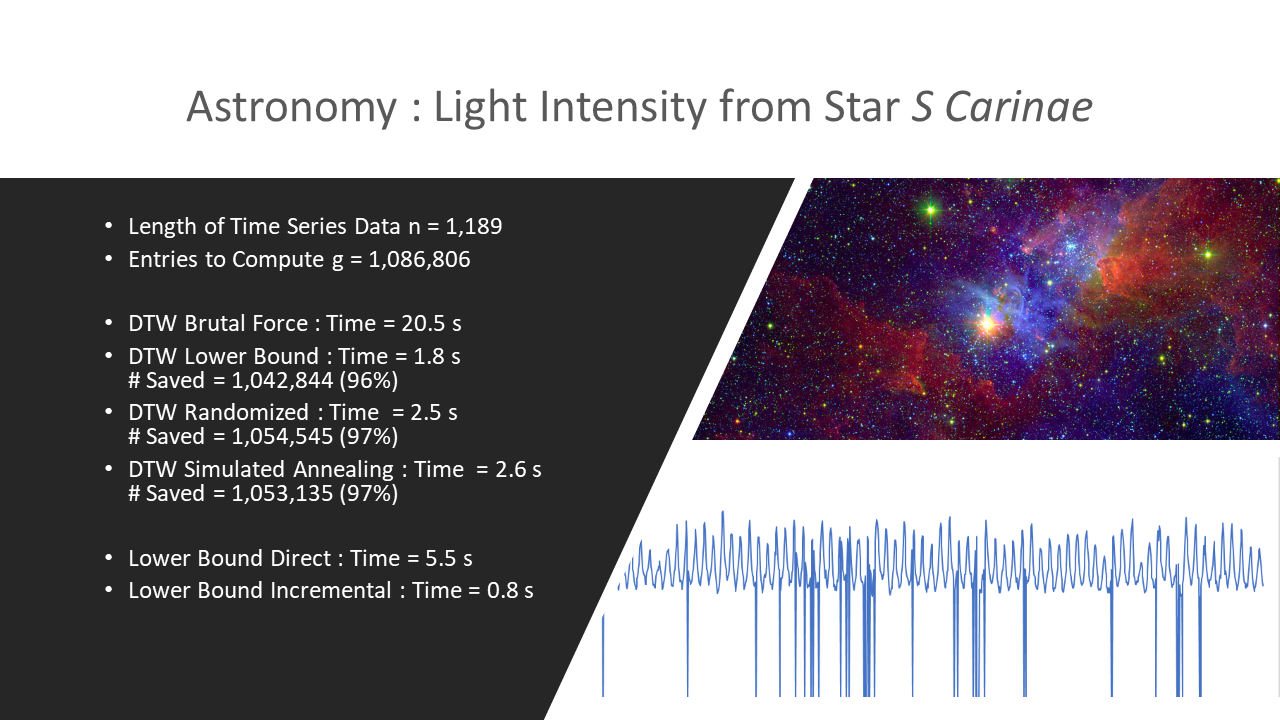 Astronomy : Light Intensity from Star S Carinae
• Length of Time Series Data n = 1,189
• Entries to Compute g = 1,086,806
• DTW Brutal Force : Time = 20.5 s
• DTW Lower Bound : Time = 1.8 s
# Saved = 1,042,844 (96%)
• DTW Randomized : Time  = 2.5 s
# Saved = 1,054,545 (97%)
• DTW Simulated Annealing : Time  = 2.6 s
# Saved = 1,053,135 (97%)
• Lower Bound Direct : Time = 5.5 s
• Lower Bound Incremental : Time = 0.8 s